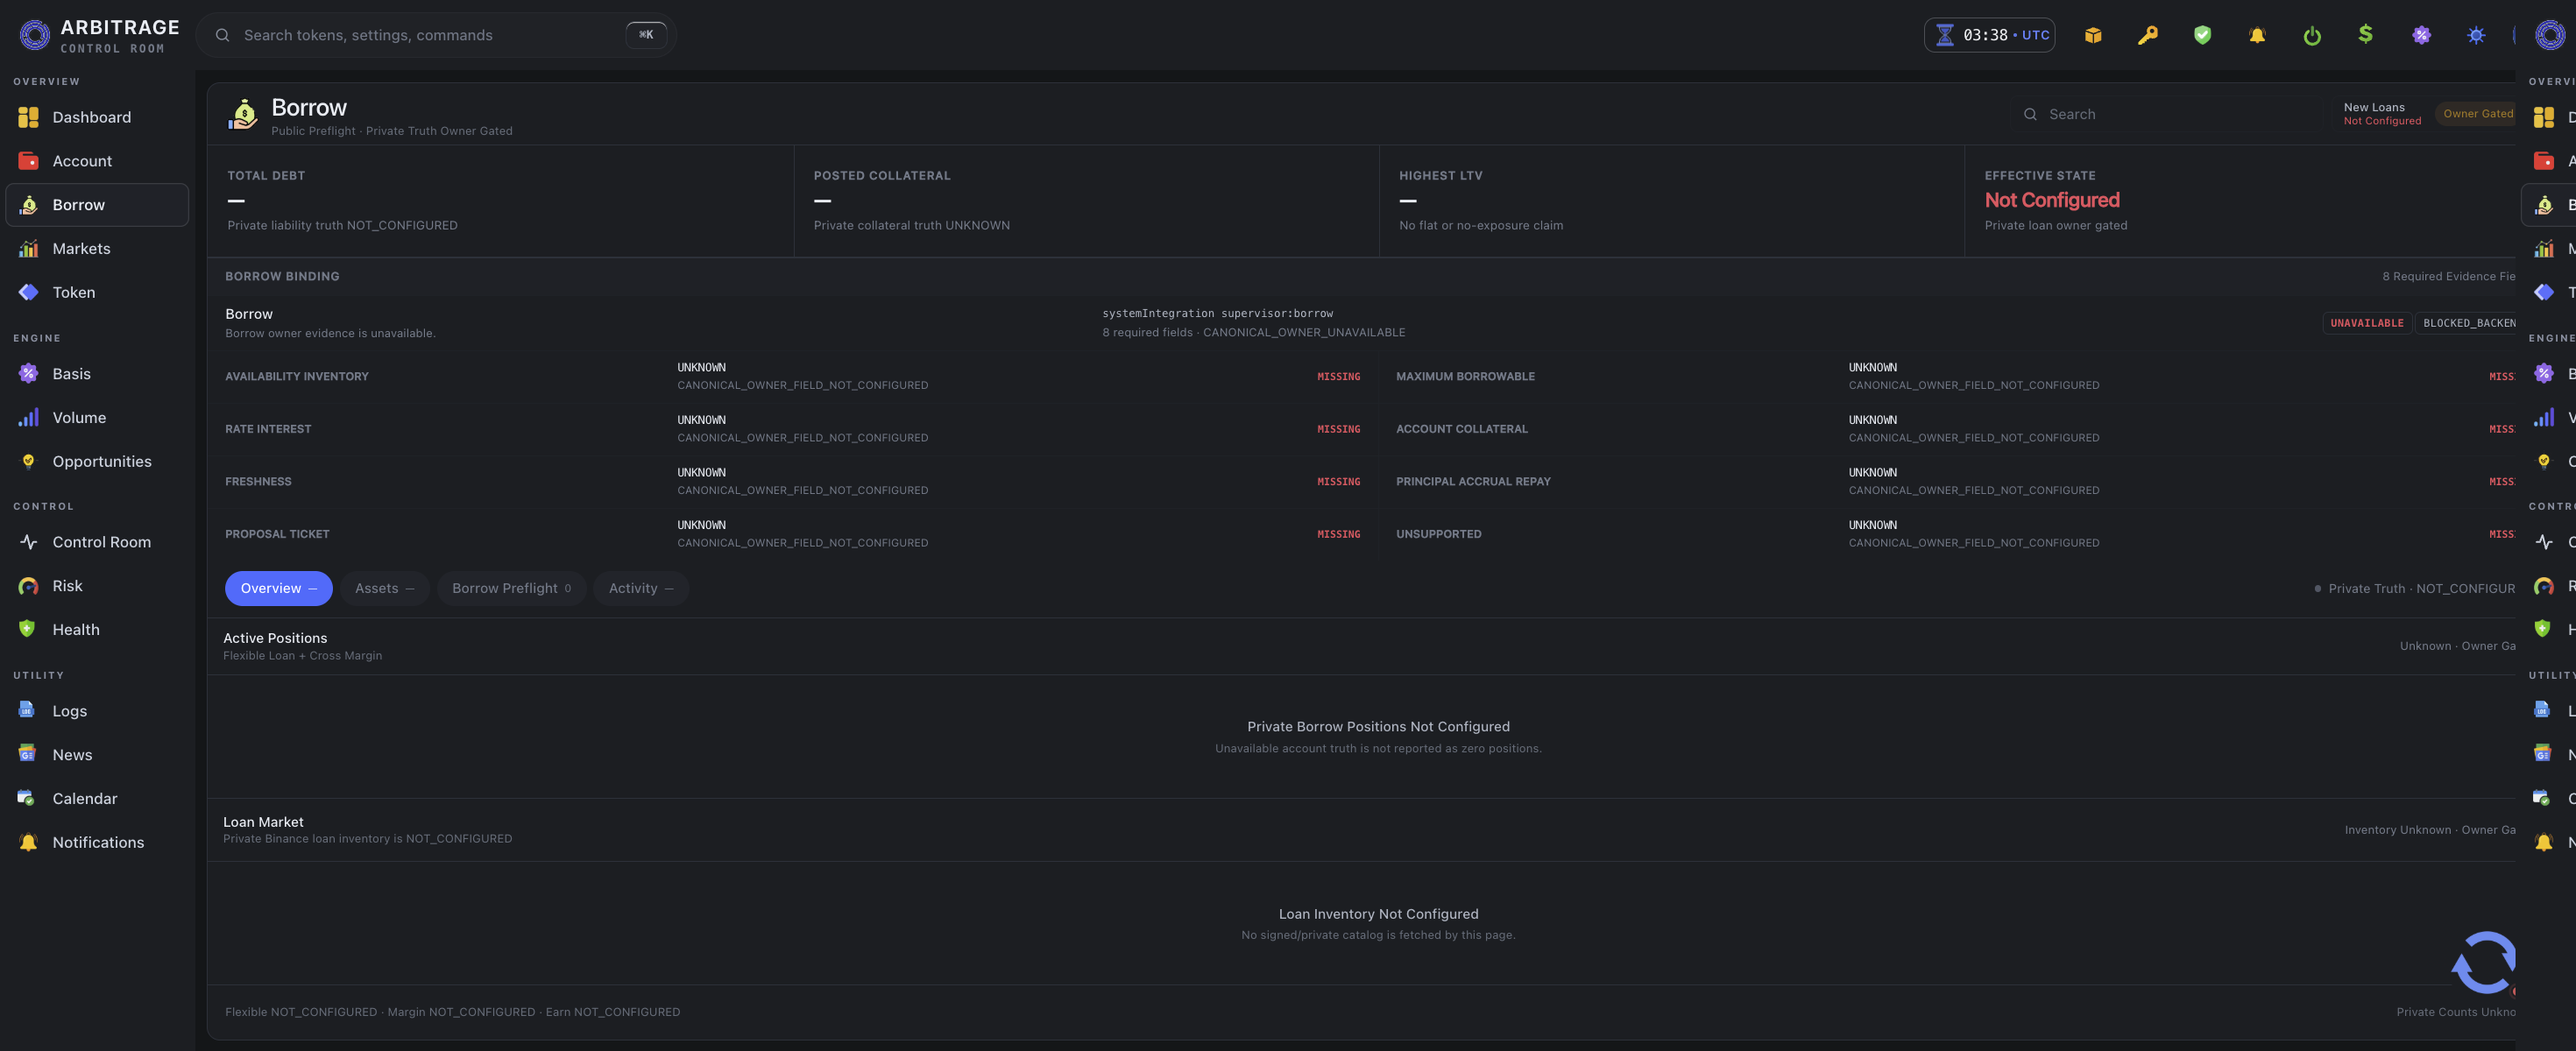 ARBITRAGE
CONTROL ROOM
Search tokens, settings, commands
⌘K
03:38 • UTC
OVERVIEW
Dashboard
Account
Borrow
Markets
Token
ENGINE
Basis
Volume
Opportunities
CONTROL
Control Room
Risk
Health
UTILITY
Logs
News
Calendar
Notifications
Borrow
Public Preflight · Private Truth Owner Gated
Search
New Loans
Not Configured
Owner Gated
TOTAL DEBT
—
Private liability truth NOT_CONFIGURED
POSTED COLLATERAL
—
Private collateral truth UNKNOWN
HIGHEST LTV
—
No flat or no-exposure claim
EFFECTIVE STATE
Not Configured
Private loan owner gated
BORROW BINDING
8 Required Evidence Fie
Borrow
Borrow owner evidence is unavailable.
systemIntegration supervisor:borrow
8 required fields · CANONICAL_OWNER_UNAVAILABLE
UNAVAILABLE
BLOCKED_BACKEN
AVAILABILITY INVENTORY
UNKNOWN
CANONICAL_OWNER_FIELD_NOT_CONFIGURED
MISSING
MAXIMUM BORROWABLE
UNKNOWN
CANONICAL_OWNER_FIELD_NOT_CONFIGURED
MISS
RATE INTEREST
UNKNOWN
CANONICAL_OWNER_FIELD_NOT_CONFIGURED
MISSING
ACCOUNT COLLATERAL
UNKNOWN
CANONICAL_OWNER_FIELD_NOT_CONFIGURED
MISS
FRESHNESS
UNKNOWN
CANONICAL_OWNER_FIELD_NOT_CONFIGURED
MISSING
PRINCIPAL ACCRUAL REPAY
UNKNOWN
CANONICAL_OWNER_FIELD_NOT_CONFIGURED
MISS
PROPOSAL TICKET
UNKNOWN
CANONICAL_OWNER_FIELD_NOT_CONFIGURED
MISSING
UNSUPPORTED
UNKNOWN
CANONICAL_OWNER_FIELD_NOT_CONFIGURED
MISS
Overview —
Assets —
Borrow Preflight 0
Activity —
Private Truth · NOT_CONFIGUR
Active Positions
Flexible Loan + Cross Margin
Unknown · Owner Ga
Private Borrow Positions Not Configured
Unavailable account truth is not reported as zero positions.
Loan Market
Private Binance loan inventory is NOT_CONFIGURED
Inventory Unknown · Owner Ga
Loan Inventory Not Configured
No signed/private catalog is fetched by this page.
Flexible NOT_CONFIGURED · Margin NOT_CONFIGURED · Earn NOT_CONFIGURED
Private Counts Unkno
OVERVI
ENGINE
CONTRO
UTILITY